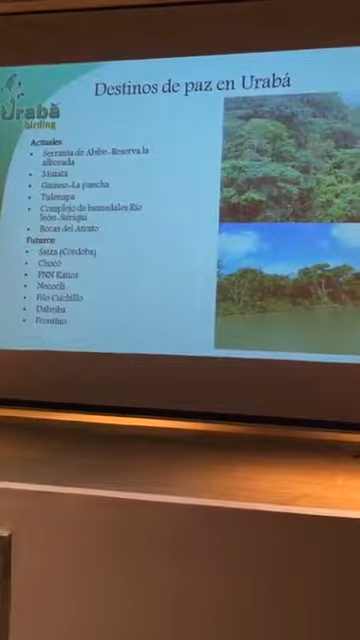 Destinos de paz en Urabá
Urabá
birding
Actuales
• Serranía de Abibe-Reserva la
alborada
• Mutatá
• Guineo-La pancha
• Tulenapa
• Complejo de humedales Río
león-Suriquí
• Bocas del Atrato
Futuros
• Saiza (Córdoba)
• Chocó
• PNN Katíos
• Necoclí
• Filo Cuchillo
• Dabeiba
• Frontino